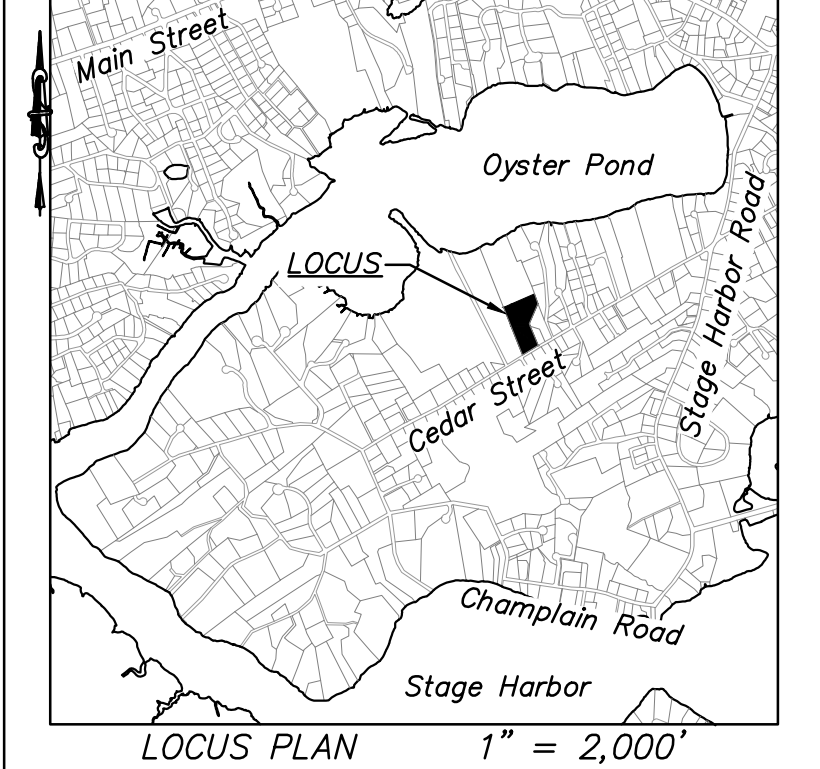 Main Street
Oyster Pond
LOCUS
Stage Harbor Road
Cedar Street
Champlain Road
Stage Harbor
LOCUS PLAN 1" = 2,000'